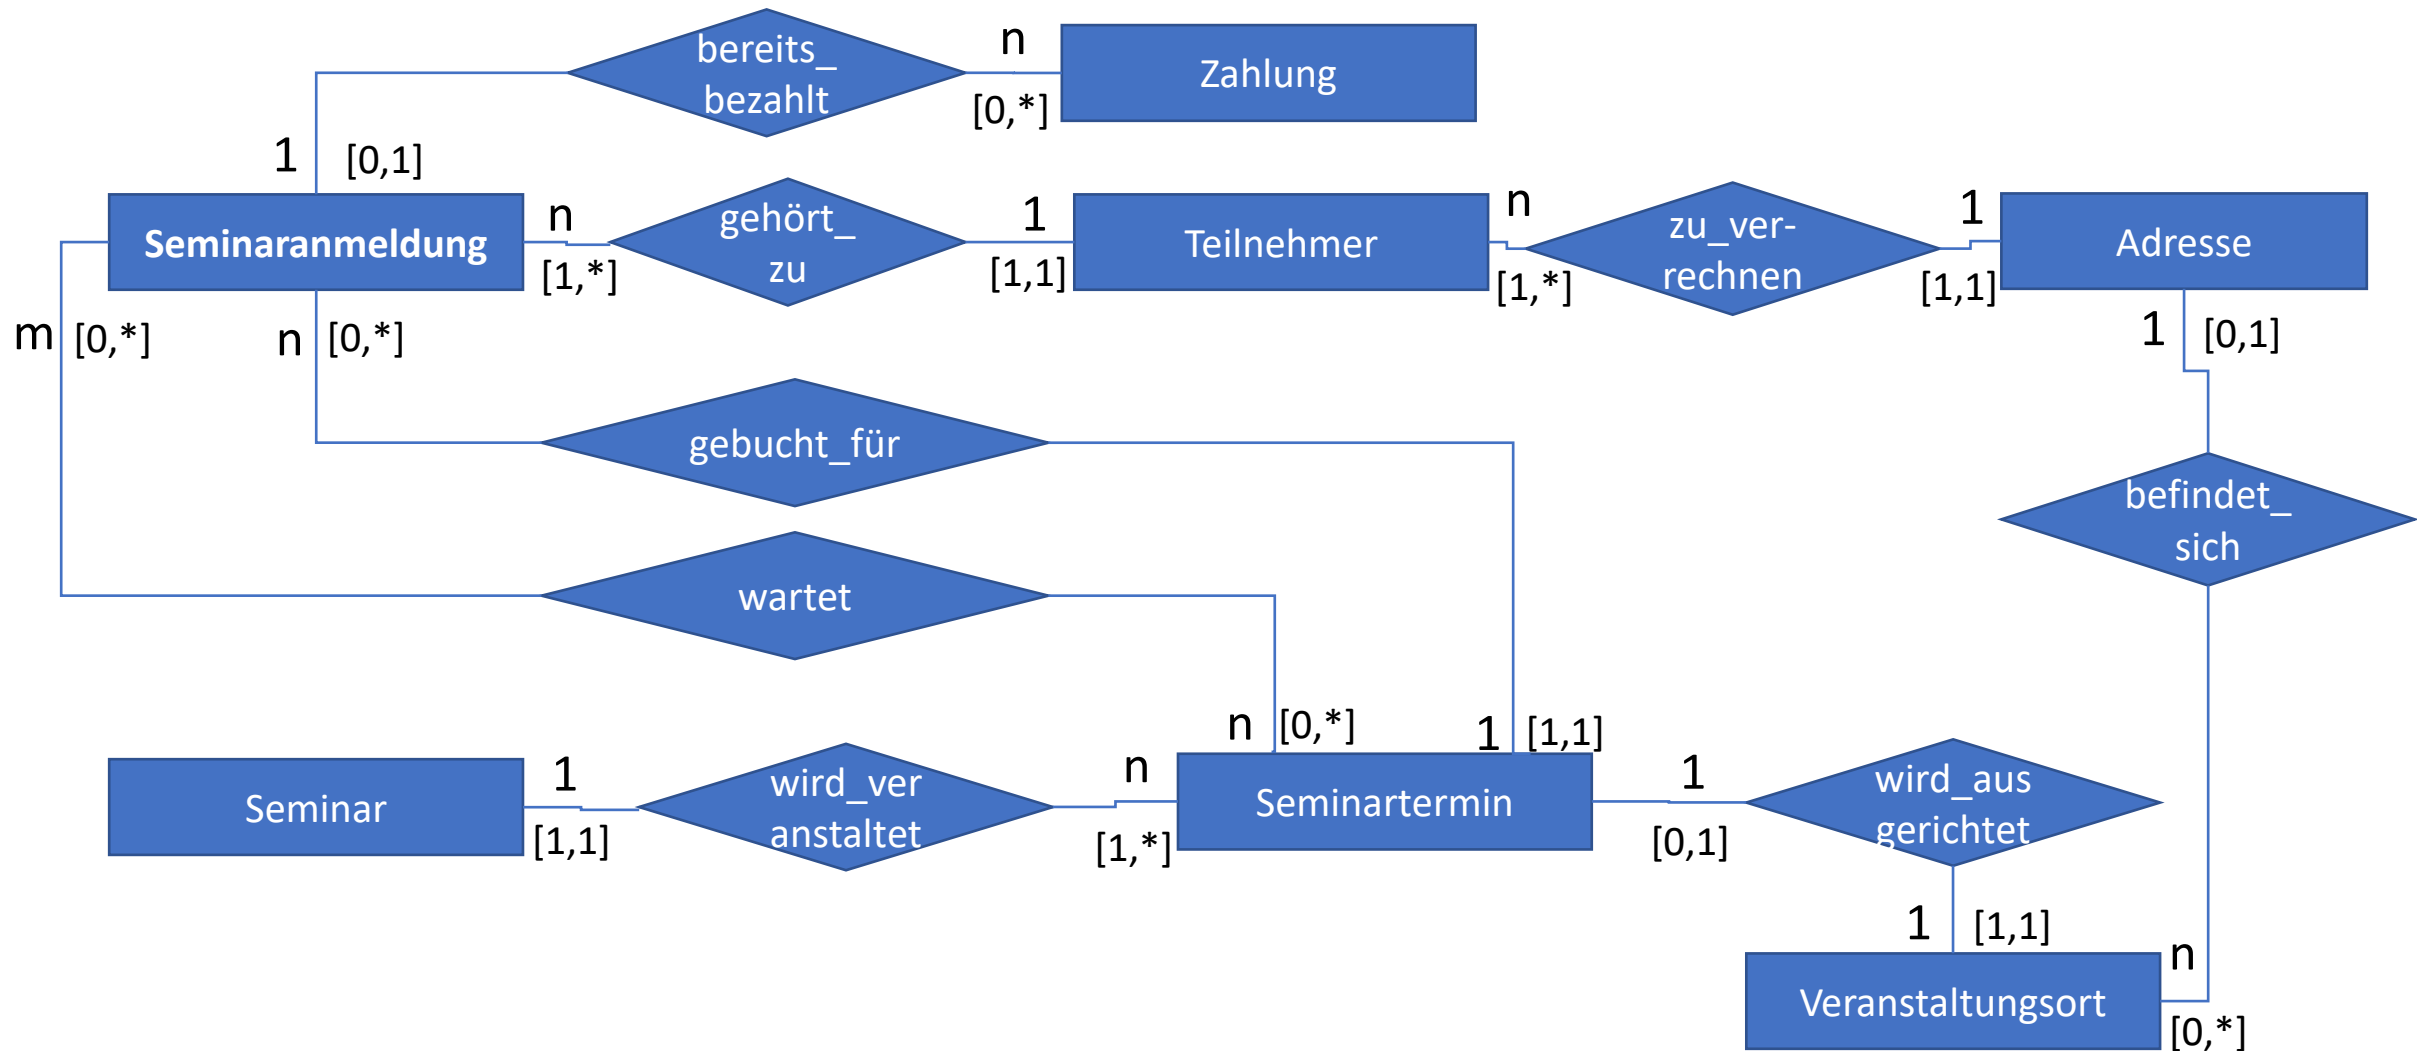 bereits_
bezahlt
n
Zahlung
[0,*]
1
[0,1]
Seminaranmeldung
n
[1,*]
gehört_
zu
1
[1,1]
Teilnehmer
n
[1,*]
zu_ver-
rechnen
1
[1,1]
Adresse
m
[0,*]
n
[0,*]
1
[0,1]
gebucht_für
befindet_
sich
wartet
n
[0,*]
1
[1,1]
Seminar
1
[1,1]
wird_ver
anstaltet
n
[1,*]
Seminartermin
1
[0,1]
wird_aus
gerichtet
1
[1,1]
Veranstaltungsort
n
[0,*]